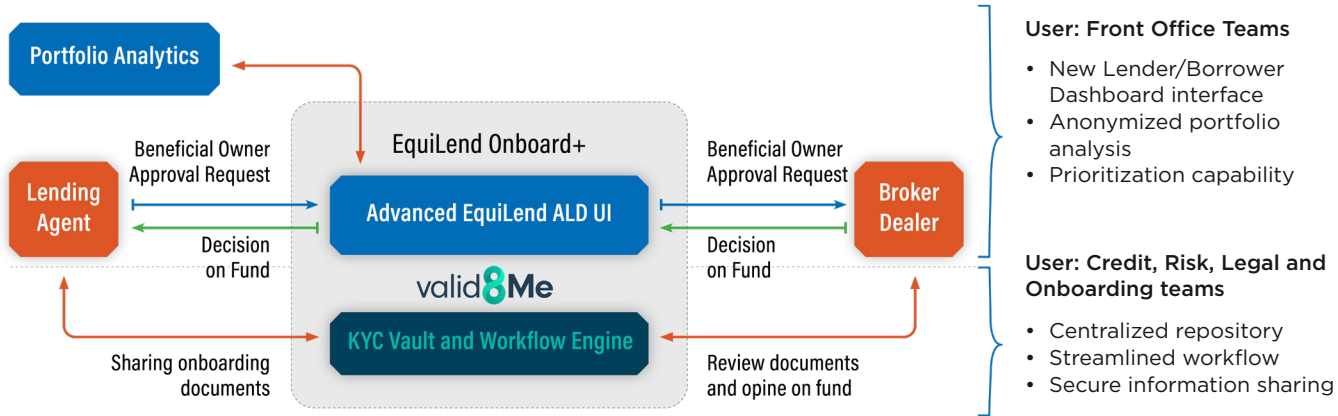 Portfolio Analytics
EquiLend Onboard+
Beneficial Owner
Approval Request
Lending
Agent
Decision
on Fund
Advanced EquiLend ALD UI
Beneficial Owner
Approval Request
Broker
Dealer
Decision
on Fund
valid8Me
KYC Vault and Workflow Engine
Sharing onboarding
documents
Review documents
and opine on fund
User: Front Office Teams
• New Lender/Borrower
Dashboard interface
• Anonymized portfolio
analysis
• Prioritization capability
User: Credit, Risk, Legal and
Onboarding teams
• Centralized repository
• Streamlined workflow
• Secure information sharing